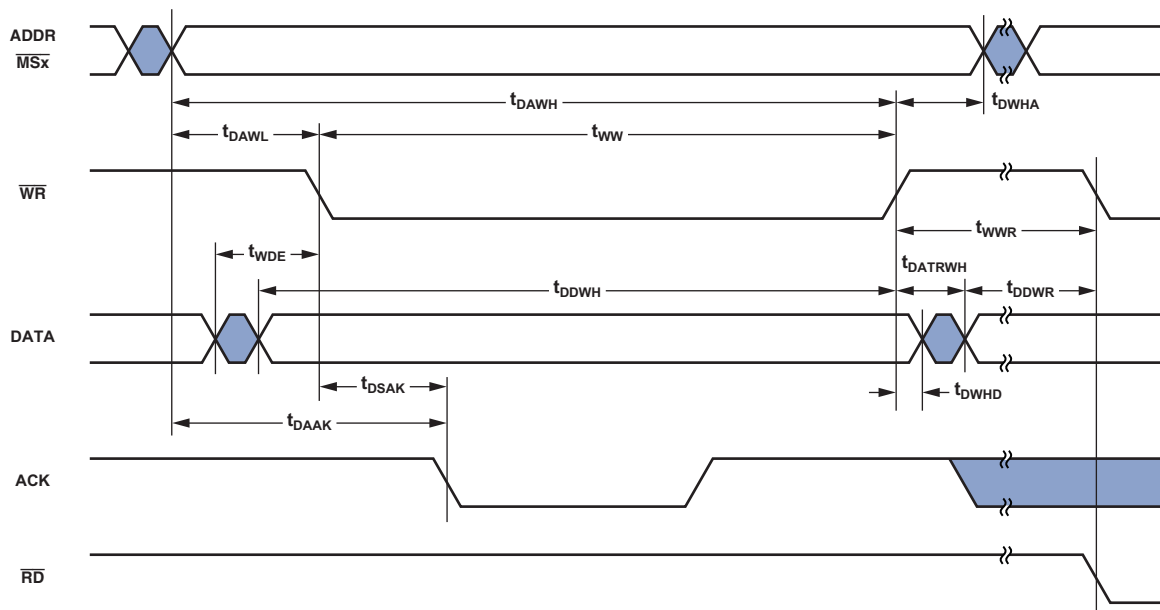 ADDR
MSx
tDAWH
tDWHA
tDAWL
tWW
WR
tWWR
tWDE
tDATRWH
tDDWH
tDDWR
DATA
tDSAK
tDWHD
tDAAK
ACK
RD